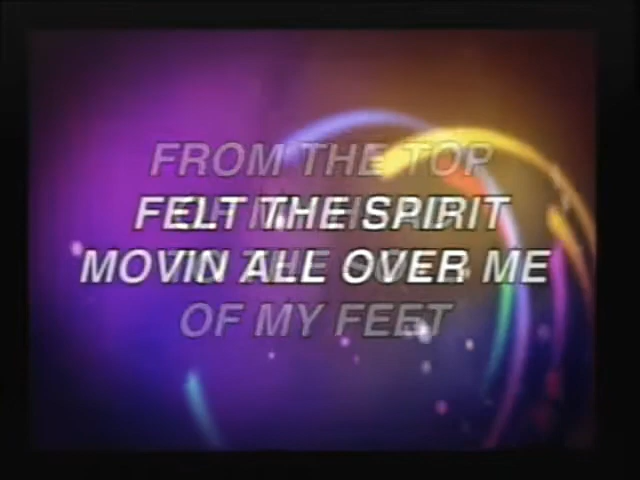 FROM THE TOP
FELT THE SPIRIT
MOVIN ALL OVER ME
OF MY FEET